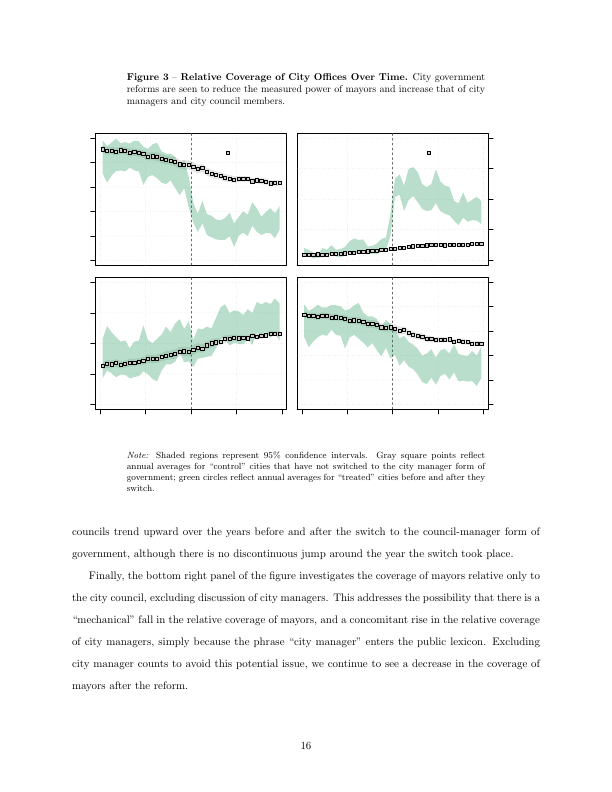 Figure 3 – Relative Coverage of City Offices Over Time. City government
reforms are seen to reduce the measured power of mayors and increase that of city
managers and city council members.
Note: Shaded regions represent 95% confidence intervals. Gray square points reflect
annual averages for “control” cities that have not switched to the city manager form of
government; green circles reflect annual averages for “treated” cities before and after they
switch.
councils trend upward over the years before and after the switch to the council-manager form of
government, although there is no discontinuous jump around the year the switch took place.
Finally, the bottom right panel of the figure investigates the coverage of mayors relative only to
the city council, excluding discussion of city managers. This addresses the possibility that there is a
“mechanical” fall in the relative coverage of mayors, and a concomitant rise in the relative coverage
of city managers, simply because the phrase “city manager” enters the public lexicon. Excluding
city manager counts to avoid this potential issue, we continue to see a decrease in the coverage of
mayors after the reform.
16